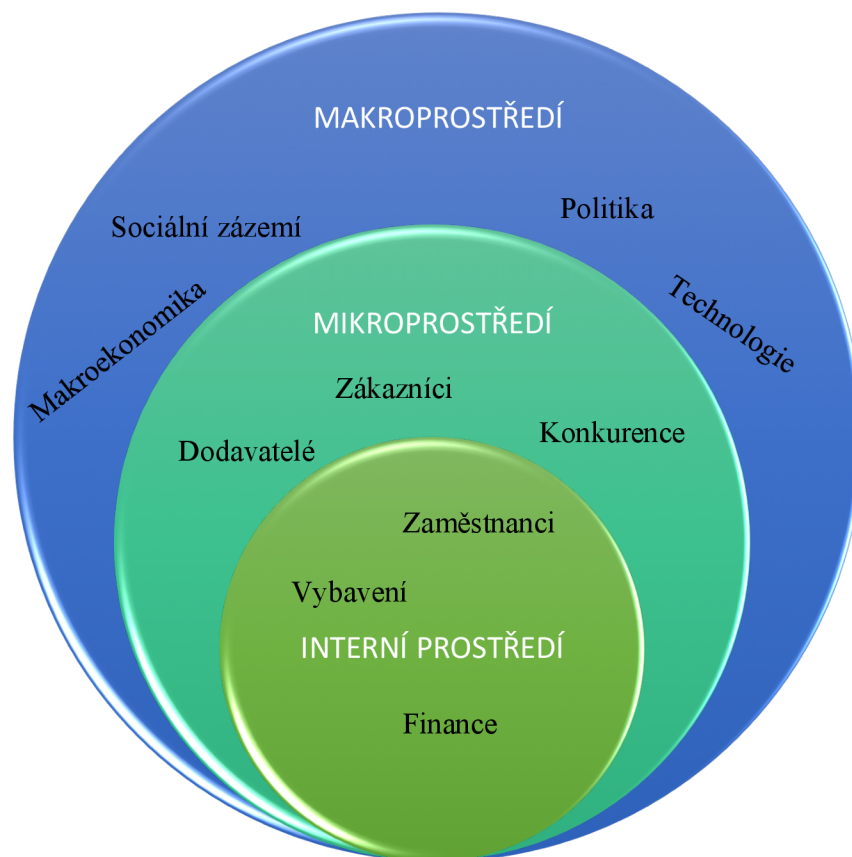 MAKROPROSTŘEDÍ
Politika
Sociální zázemí
Technologie
Makroekonomika
MIKROPROSTŘEDÍ
Zákazníci
Konkurence
Dodavatelé
Zaměstnanci
Vybavení
INTERNÍ PROSTŘEDÍ
Finance